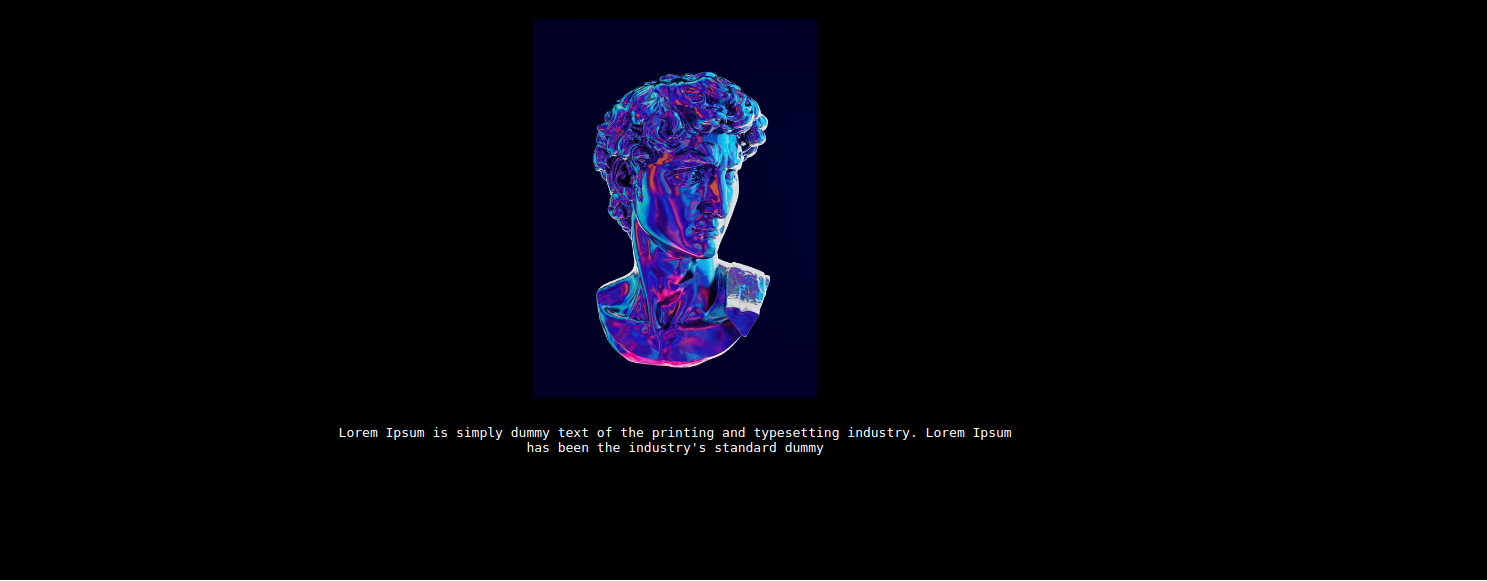 Lorem Ipsum is simply dummy text of the printing and typesetting industry. Lorem Ipsum
has been the industry's standard dummy